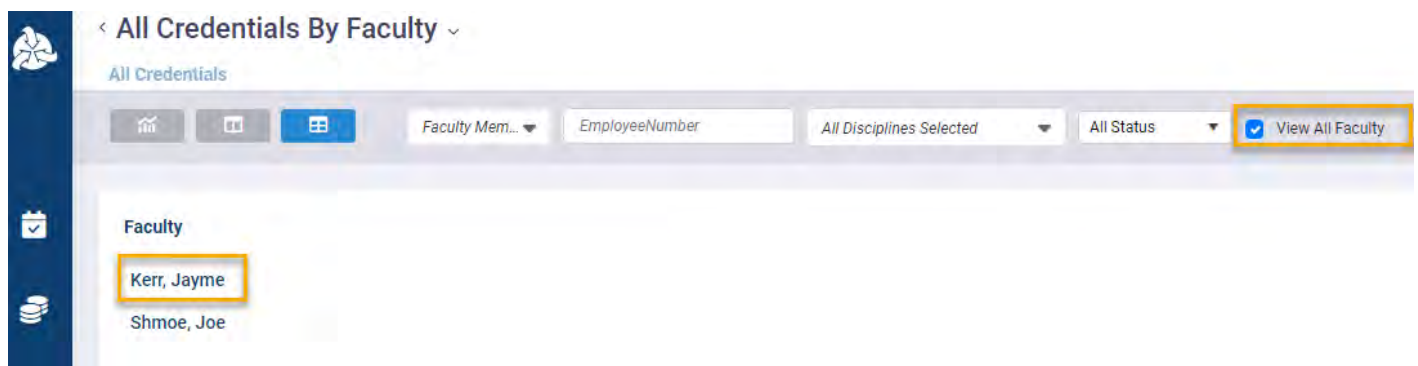 All Credentials By Faculty
All Credentials
Faculty Mem... EmployeeNumber All Disciplines Selected All Status View All Faculty
Faculty
Kerr, Jayme
Shmoe, Joe